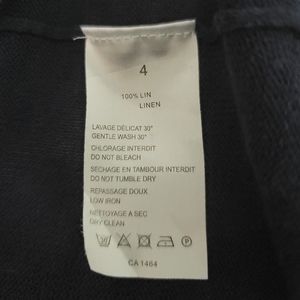 4
100% LIN
LINEN
LAVAGE DÉLICAT 30°
GENTLE WASH 30°
CHLORAGE INTERDIT
DO NOT BLEACH
SECHAGE EN TAMBOUR INTERDIT
DO NOT TUMBLE DRY
REPASSAGE DOUX
LOW IRON
NETTOYAGE A SEC
DRY CLEAN
CA 1464